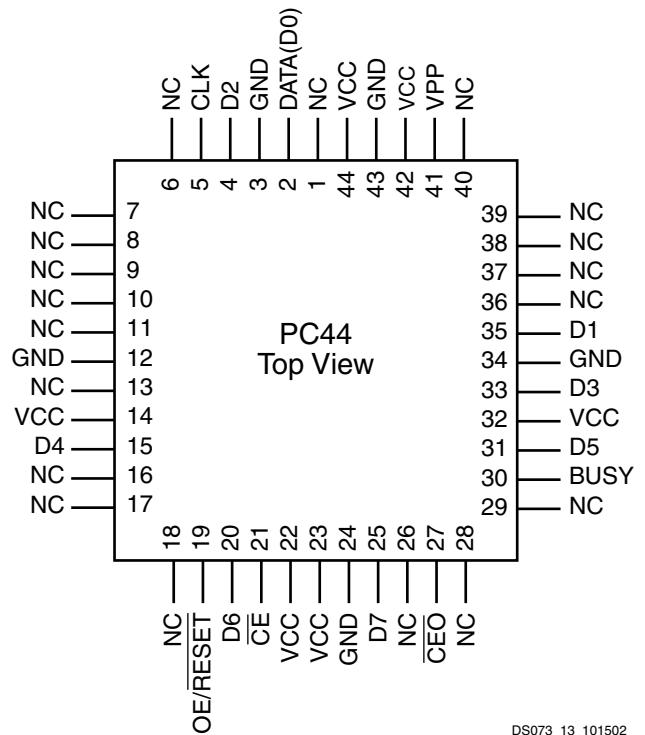 NC
CLK
D2
GND
DATA(D0)
NC
VCC
GND
VCC
VPP
NC
6
5
4
3
2
1
44
43
42
41
40
NC 7
NC 8
NC 9
NC 10
NC 11
GND 12
NC 13
VCC 14
D4 15
NC 16
NC 17
PC44
Top View
39 NC
38 NC
37 NC
36 NC
35 D1
34 GND
33 D3
32 VCC
31 D5
30 BUSY
29 NC
18
19
20
21
22
23
24
25
26
27
28
NC
OE/RESET
D6
CE
VCC
VCC
GND
D7
NC
CEO
NC
DS073_13_101502